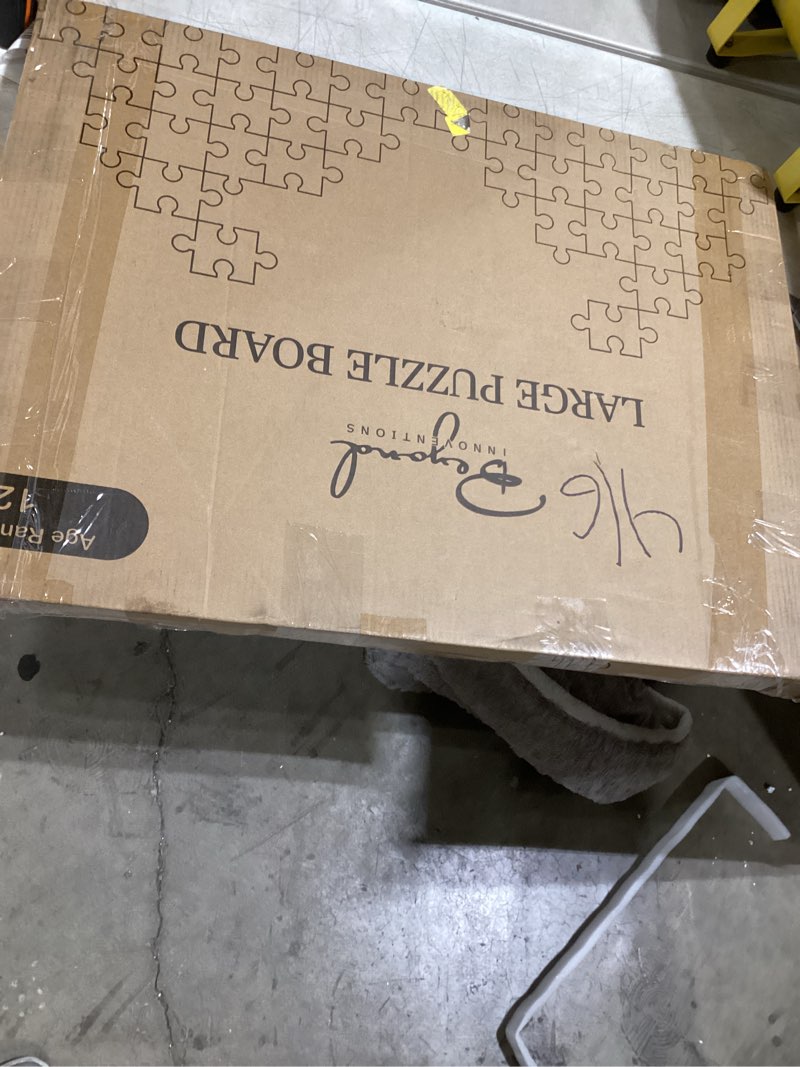 Age Ran
12
4/6
Beyond
INNOVENTIONS
LARGE PUZZLE BOARD